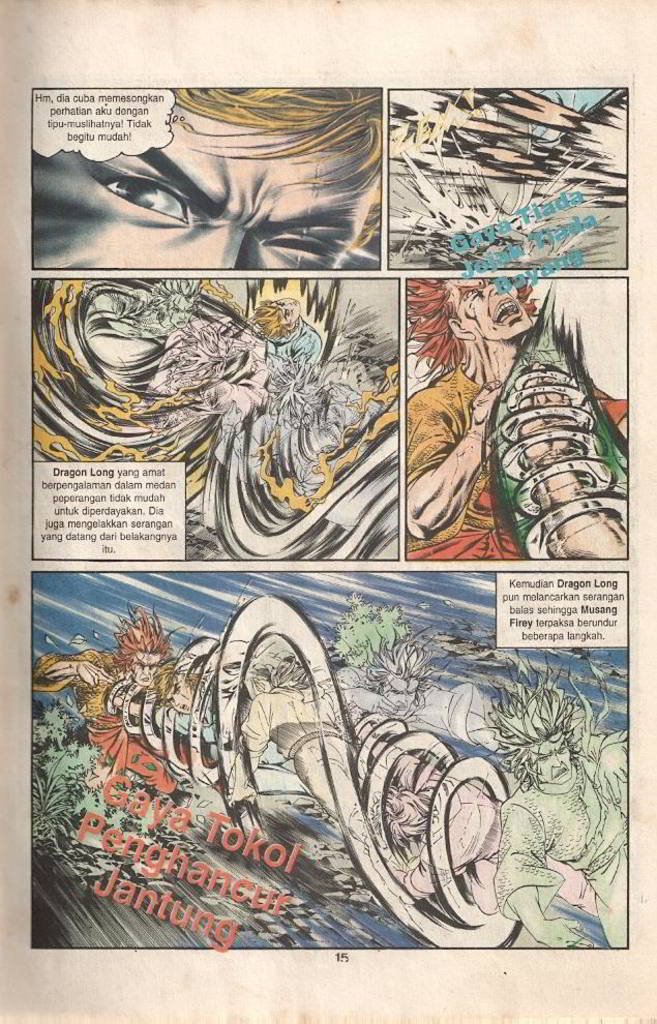 Hm, dia cuba memesongkan
perhatian aku dengan
tipu-muslihatnya! Tidak
begitu mudah!
Gaya Tiada
Jejak Tiada
Bayang
Dragon Long yang amat
berpengalaman dalam medan
peperangan tidak mudah
untuk diperdayakan. Dia
juga mengelakkan serangan
yang datang dari belakangnya
itu.
Kemudian Dragon Long
pun melancarkan serangan
balas sehingga Musang
Firey terpaksa berundur
beberapa langkah.
Gaya Tokol
Penghancur
Jantung
15